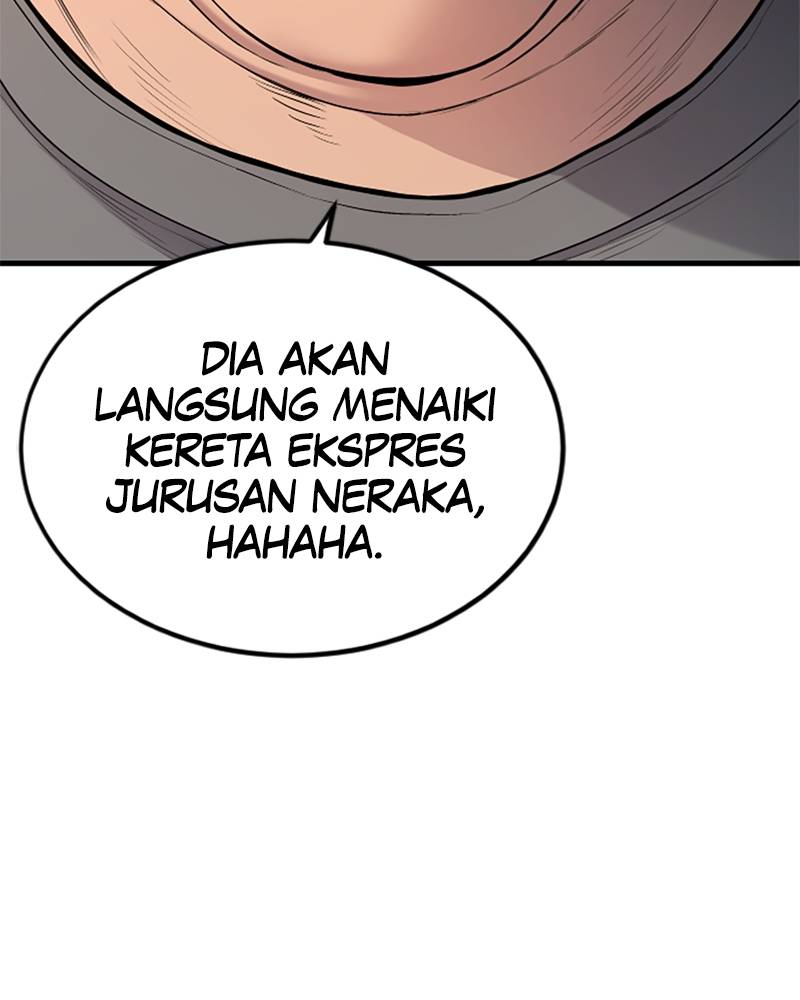 DIA AKAN
LANGSUNG MENAIKI
KERETA EKSPRES
JURUSAN NERAKA,
HAHAHA.